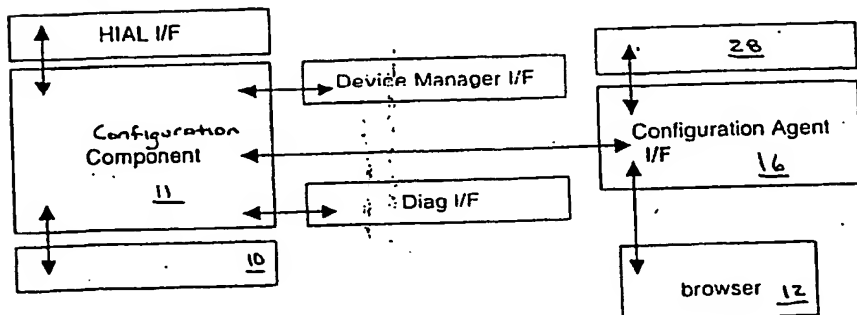 HIAL I/F
Device Manager I/F
28
Configuration
Component
11
Configuration Agent
I/F
16
Diag I/F
10
browser 12